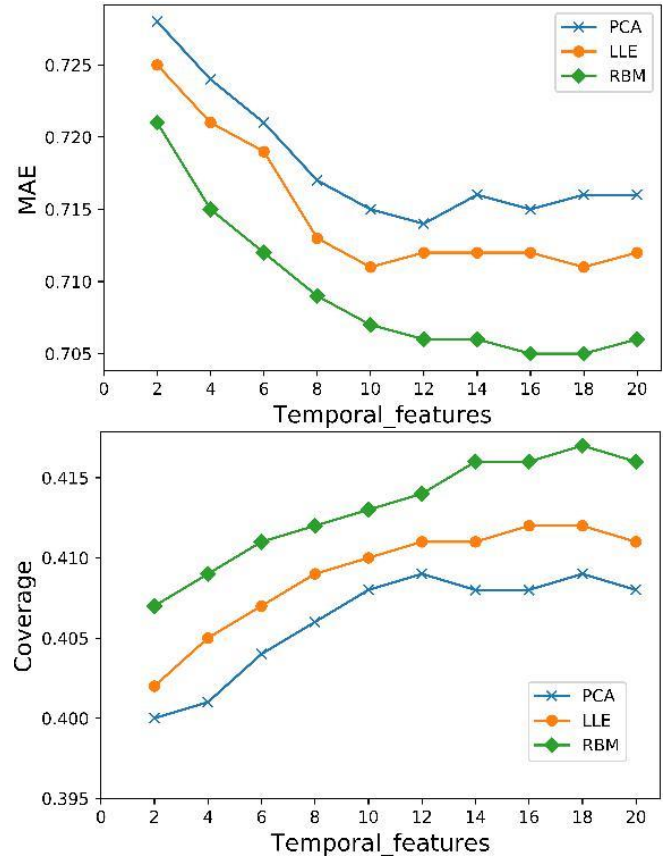 PCA
LLE
RBM
0.725
0.720
0.715
0.710
0.705
MAE
0 2 4 6 8 10 12 14 16 18 20
Temporal_features
0.415
0.410
0.405
0.400
0.395
Coverage
PCA
LLE
RBM
0 2 4 6 8 10 12 14 16 18 20
Temporal_features